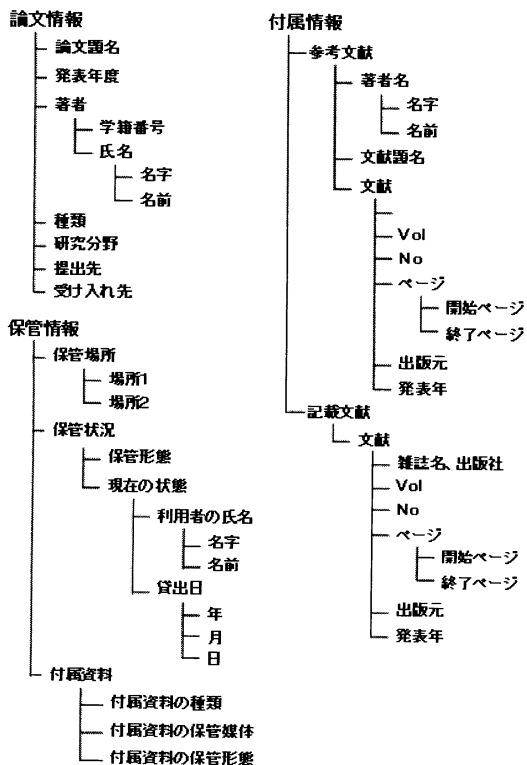 論文情報
論文題名
発表年度
著者
学籍番号
氏名
名字
名前
種類
研究分野
提出先
受け入れ先
保管情報
保管場所
場所1
場所2
保管状況
保管形態
現在の状態
利用者の氏名
名字
名前
貸出日
年
月
日
付属資料
付属資料の種類
付属資料の保管媒体
付属資料の保管形態
付属情報
参考文献
著者名
名字
名前
文献題名
文献
Vol
No
ページ
開始ページ
終了ページ
出版元
発表年
記載文献
文献
雑誌名、出版社
Vol
No
ページ
開始ページ
終了ページ
出版元
発表年